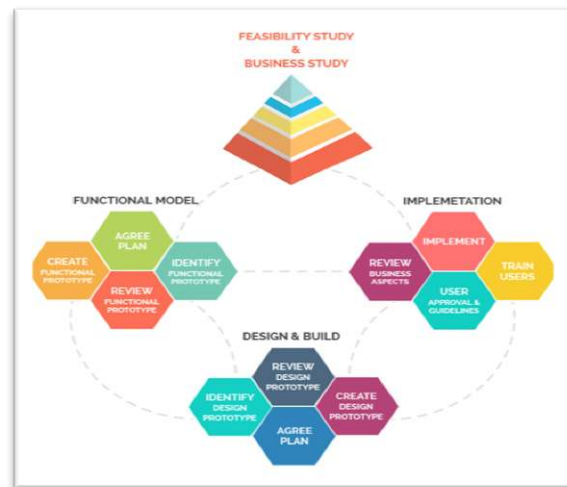 FEASIBILITY STUDY
&
BUSINESS STUDY
FUNCTIONAL MODEL
AGREE
PLAN
CREATE
FUNCTIONAL
PROTOTYPE
IDENTIFY
FUNCTIONAL
PROTOTYPE
REVIEW
FUNCTIONAL
PROTOTYPE
IMPLEMETATION
IMPLEMENT
REVIEW
BUSINESS
ASPECTS
TRAIN
USERS
USER
APPROVAL &
GUIDELINES
DESIGN & BUILD
REVIEW
DESIGN
PROTOTYPE
IDENTIFY
DESIGN
PROTOTYPE
CREATE
DESIGN
PROTOTYPE
AGREE
PLAN